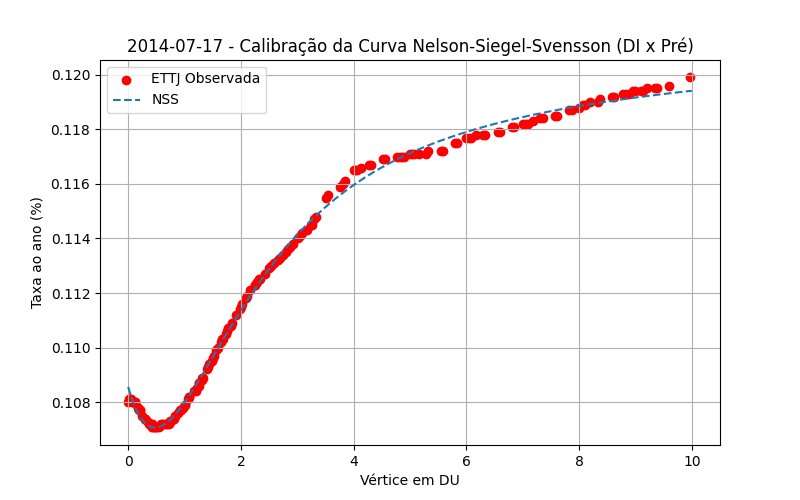 2014-07-17 - Calibração da Curva Nelson-Siegel-Svensson (DI x Pré)
ETTJ Observada
NSS
Taxa ao ano (%)
0.120
0.118
0.116
0.114
0.112
0.110
0.108
0 2 4 6 8 10
Vértice em DU